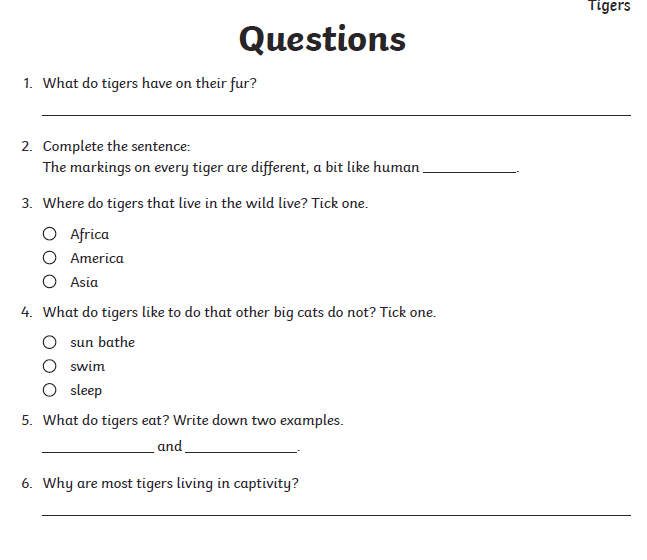 Tigers
Questions
1. What do tigers have on their fur?
2. Complete the sentence:
The markings on every tiger are different, a bit like human ____________.
3. Where do tigers that live in the wild live? Tick one.
Africa
America
Asia
4. What do tigers like to do that other big cats do not? Tick one.
sun bathe
swim
sleep
5. What do tigers eat? Write down two examples.
______________ and ______________.
6. Why are most tigers living in captivity?